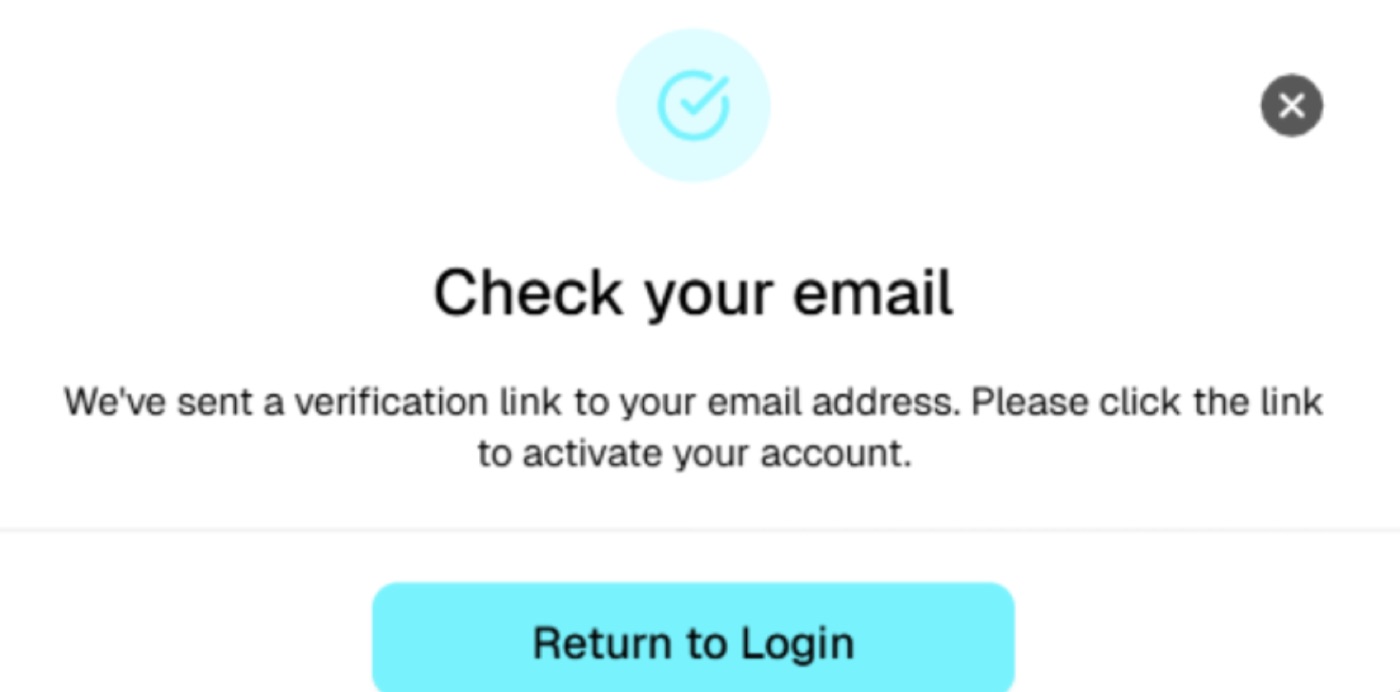 Check your email
We've sent a verification link to your email address. Please click the link
to activate your account.
Return to Login